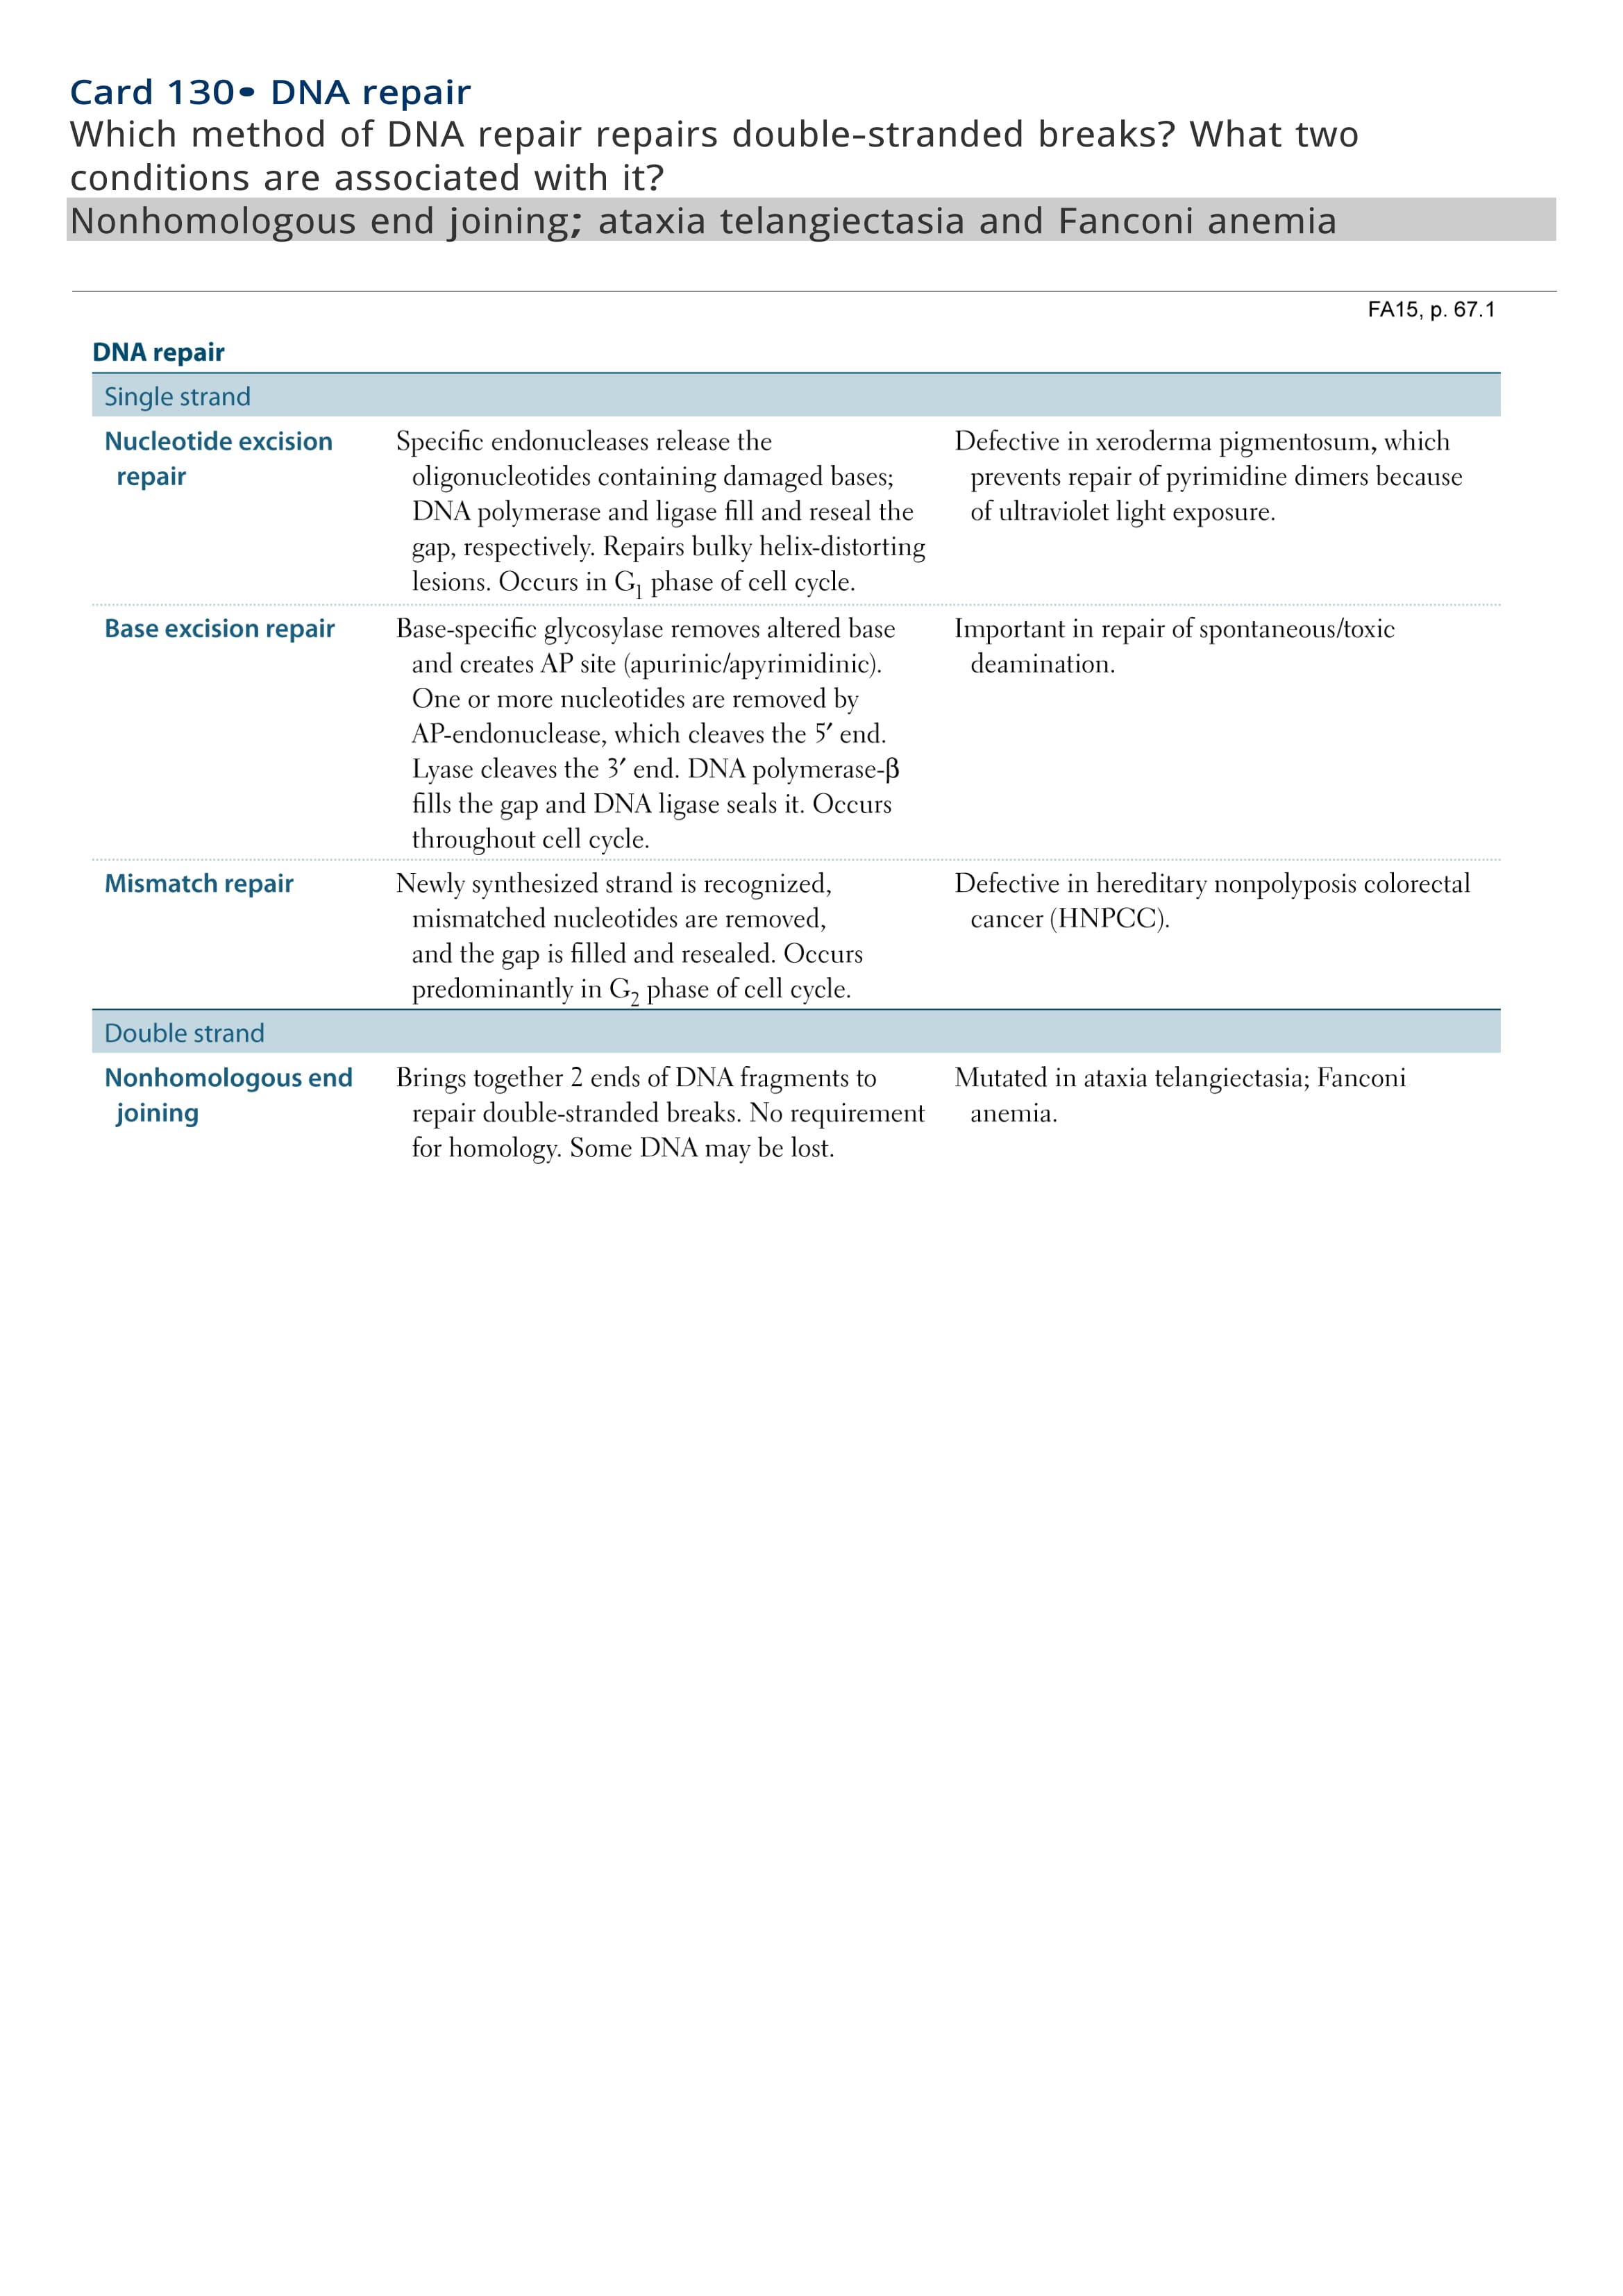 Card 130• DNA repair
Which method of DNA repair repairs double-stranded breaks? What two
conditions are associated with it?
Nonhomologous end joining; ataxia telangiectasia and Fanconi anemia
FA15, p. 67.1
DNA repair
Single strand
Nucleotide excision
repair
Specific endonucleases release the
oligonucleotides containing damaged bases;
DNA polymerase and ligase fill and reseal the
gap, respectively. Repairs bulky helix-distorting
lesions. Occurs in G₁ phase of cell cycle.
Defective in xeroderma pigmentosum, which
prevents repair of pyrimidine dimers because
of ultraviolet light exposure.
Base excision repair
Base-specific glycosylase removes altered base
and creates AP site (apurinic/apyrimidinic).
One or more nucleotides are removed by
AP-endonuclease, which cleaves the 5′ end.
Lyase cleaves the 3′ end. DNA polymerase-β
fills the gap and DNA ligase seals it. Occurs
throughout cell cycle.
Important in repair of spontaneous/toxic
deamination.
Mismatch repair
Newly synthesized strand is recognized,
mismatched nucleotides are removed,
and the gap is filled and resealed. Occurs
predominantly in G₂ phase of cell cycle.
Defective in hereditary nonpolyposis colorectal
cancer (HNPCC).
Double strand
Nonhomologous end
joining
Brings together 2 ends of DNA fragments to
repair double-stranded breaks. No requirement
for homology. Some DNA may be lost.
Mutated in ataxia telangiectasia; Fanconi
anemia.